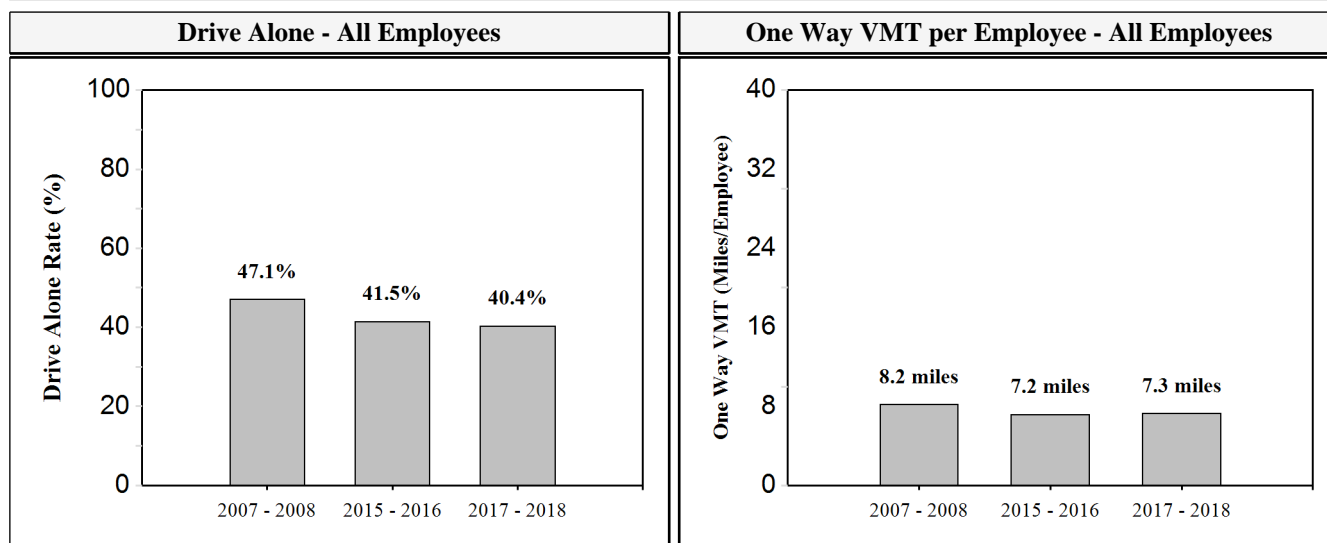 Drive Alone - All Employees
One Way VMT per Employee - All Employees
Drive Alone Rate (%)
100
80
60
40
20
0
47.1%
41.5%
40.4%
2007 - 2008
2015 - 2016
2017 - 2018
One Way VMT (Miles/Employee)
40
32
24
16
8
0
8.2 miles
7.2 miles
7.3 miles
2007 - 2008
2015 - 2016
2017 - 2018